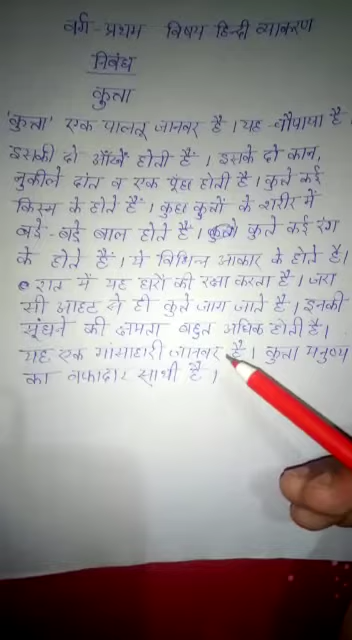 वर्ग-प्रथम विषय हिन्दी व्याकरण
निबंध
कुत्ता
'कुत्ता' एक पालतू जानवर है। यह चौपाया है
इसकी दो आँखें होती हैं। इसके दो कान,
नुकीले दांत व एक पूंछ होती है। कुत्ते कई
किस्म के होते हैं। कुछ कुत्तों के शरीर में
बड़े-बड़े बाल होते हैं। कुत्ते कई रंग
के होते हैं। ये विभिन्न आकार के होते हैं।
रात में यह घरों की रक्षा करता है। जरा
सी आहट से ही कुत्ते जाग जाते हैं। इनकी
सूंघने की क्षमता बहुत अधिक होती है।
यह एक मांसाहारी जानवर है। कुत्ता मनुष्य
का वफादार साथी है।